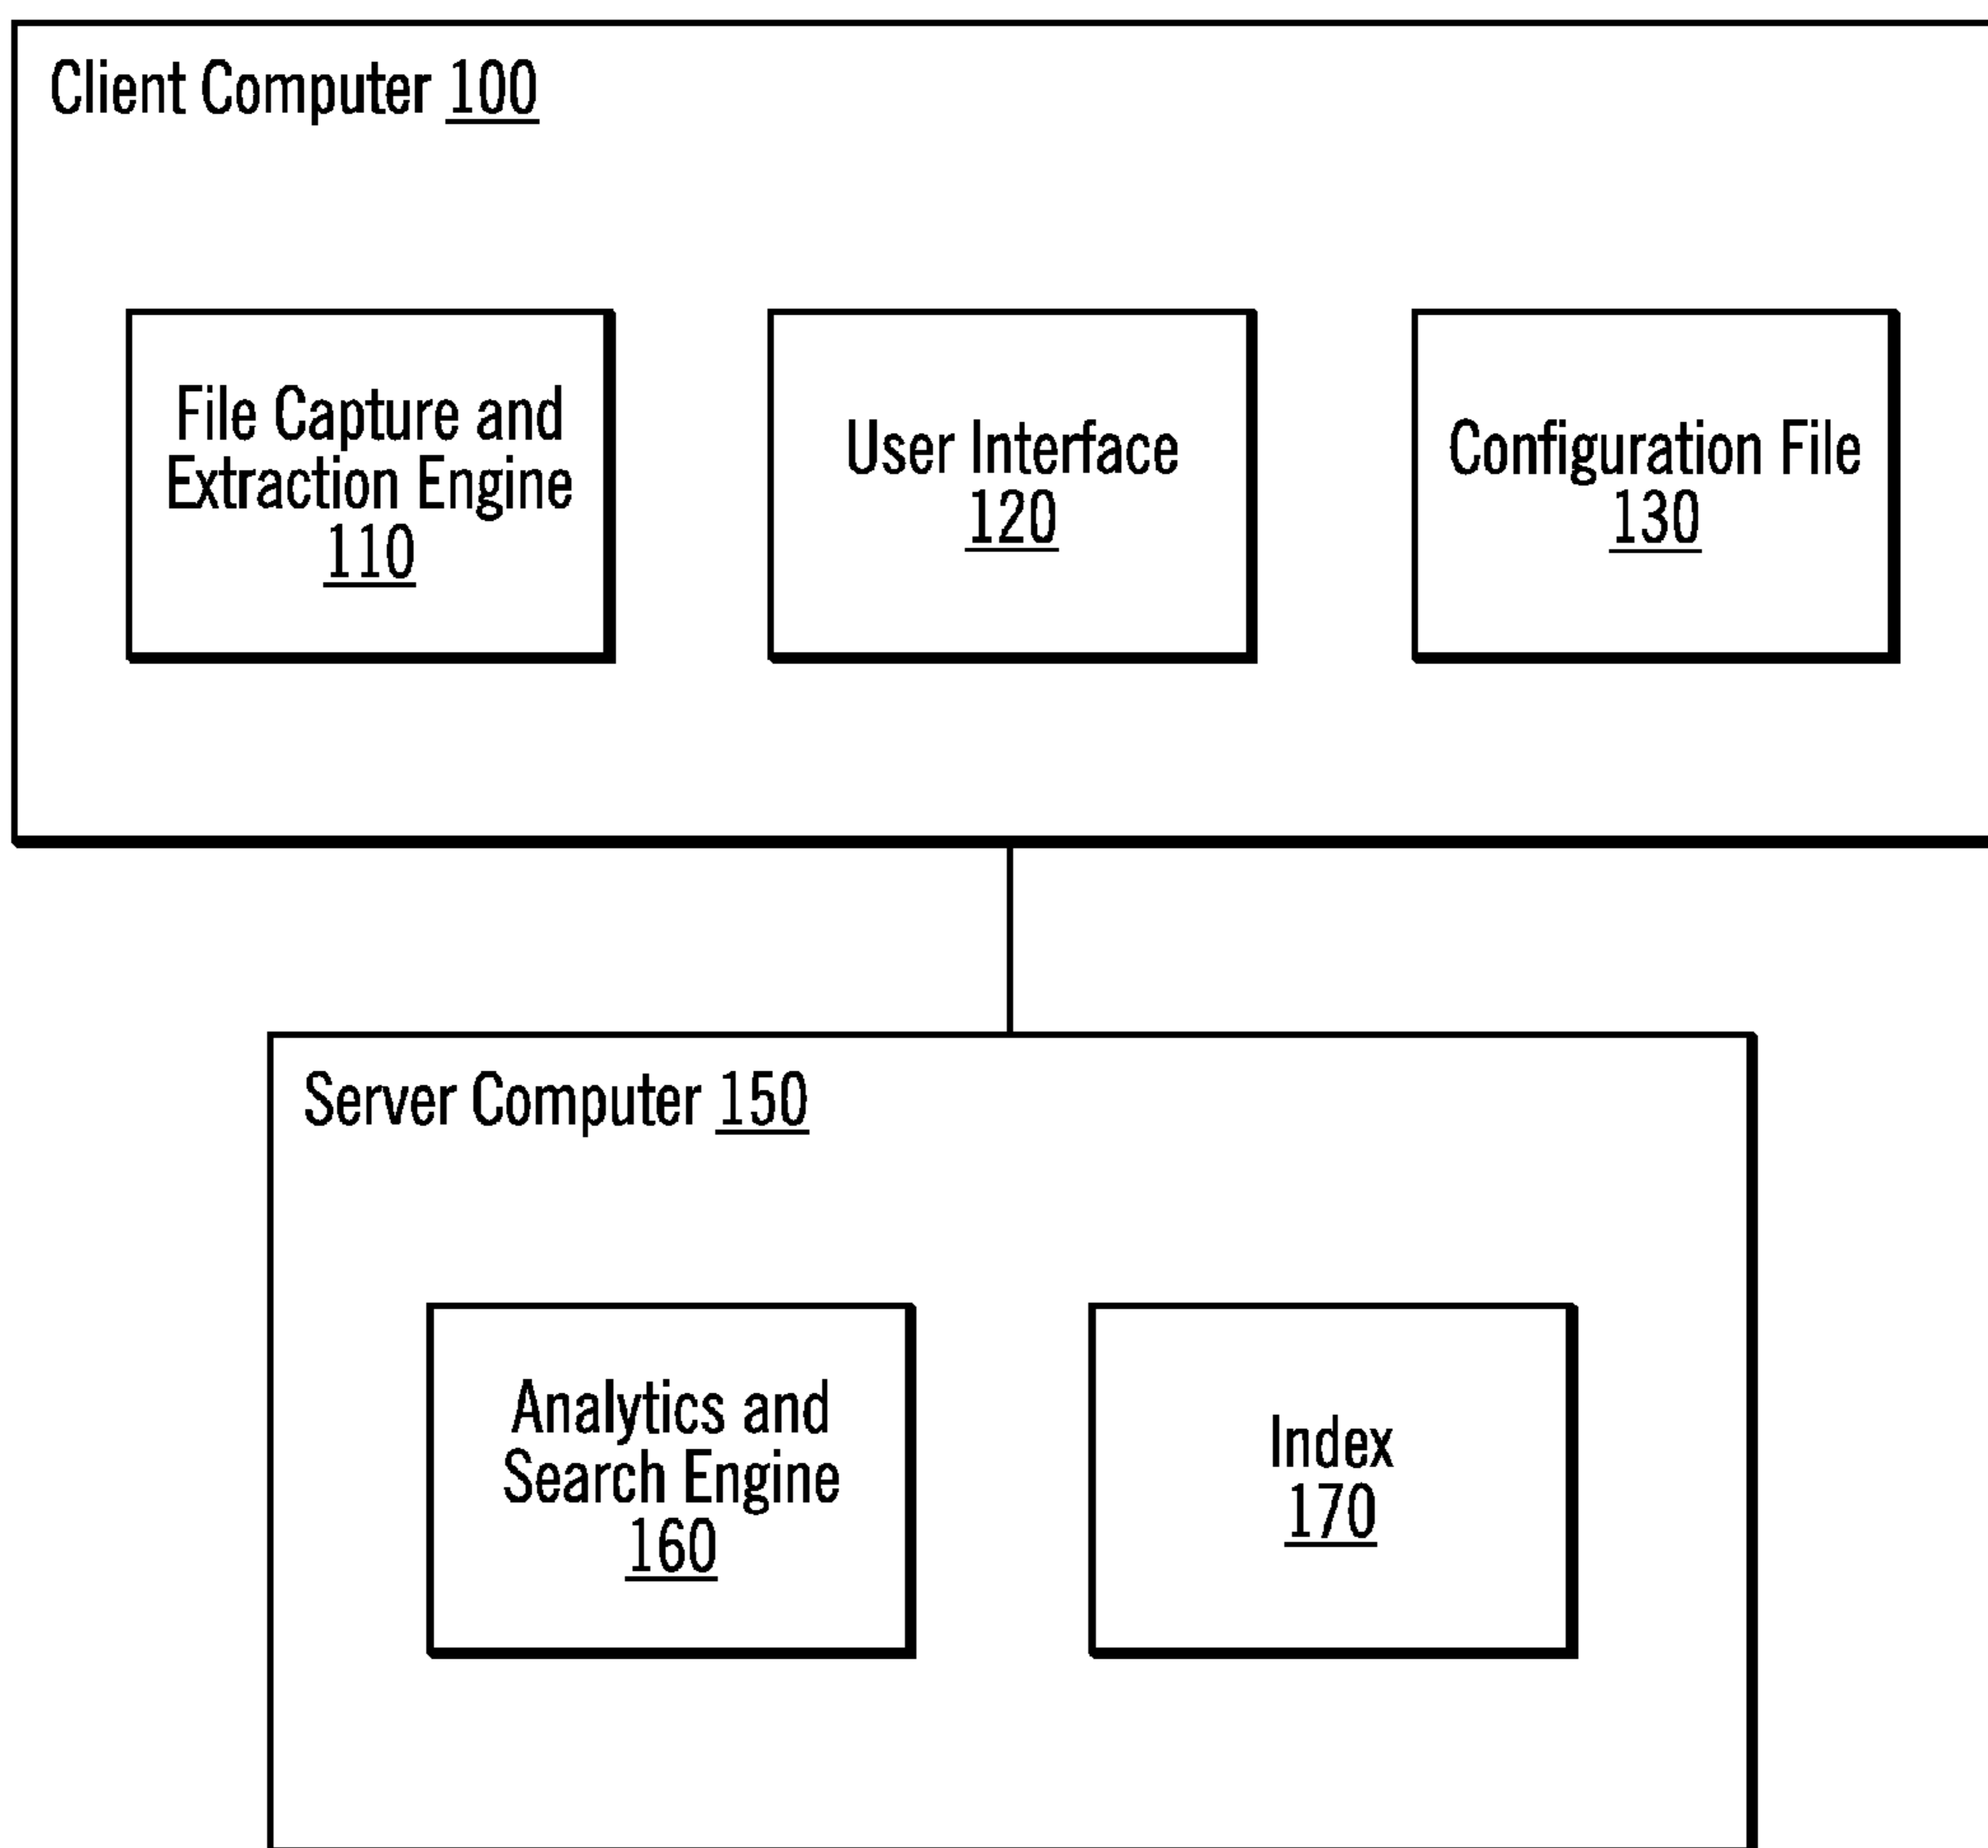 Client Computer 100
File Capture and
Extraction Engine
110
User Interface
120
Configuration File
130
Server Computer 150
Analytics and
Search Engine
160
Index
170